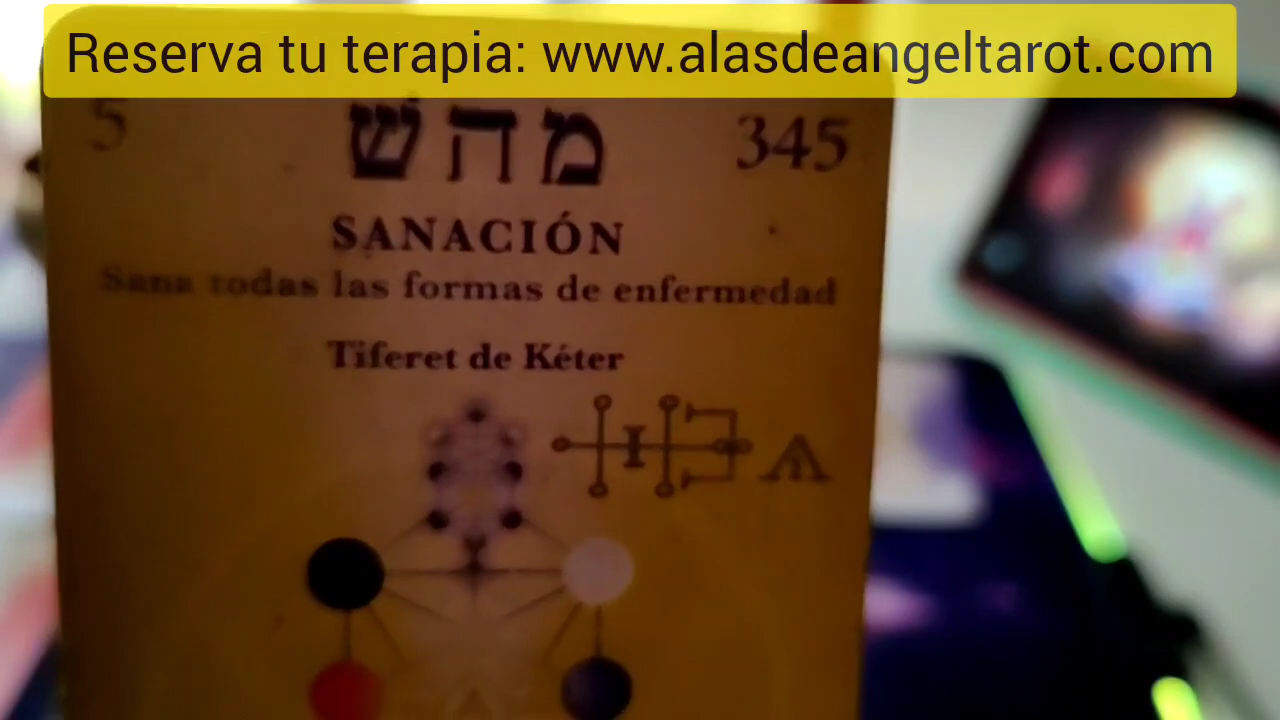 Reserva tu terapia: www.alasdeangeltarot.com
5 מהש 345
SANACIÓN
Sana todas las formas de enfermedad
Tiferet de Kéter